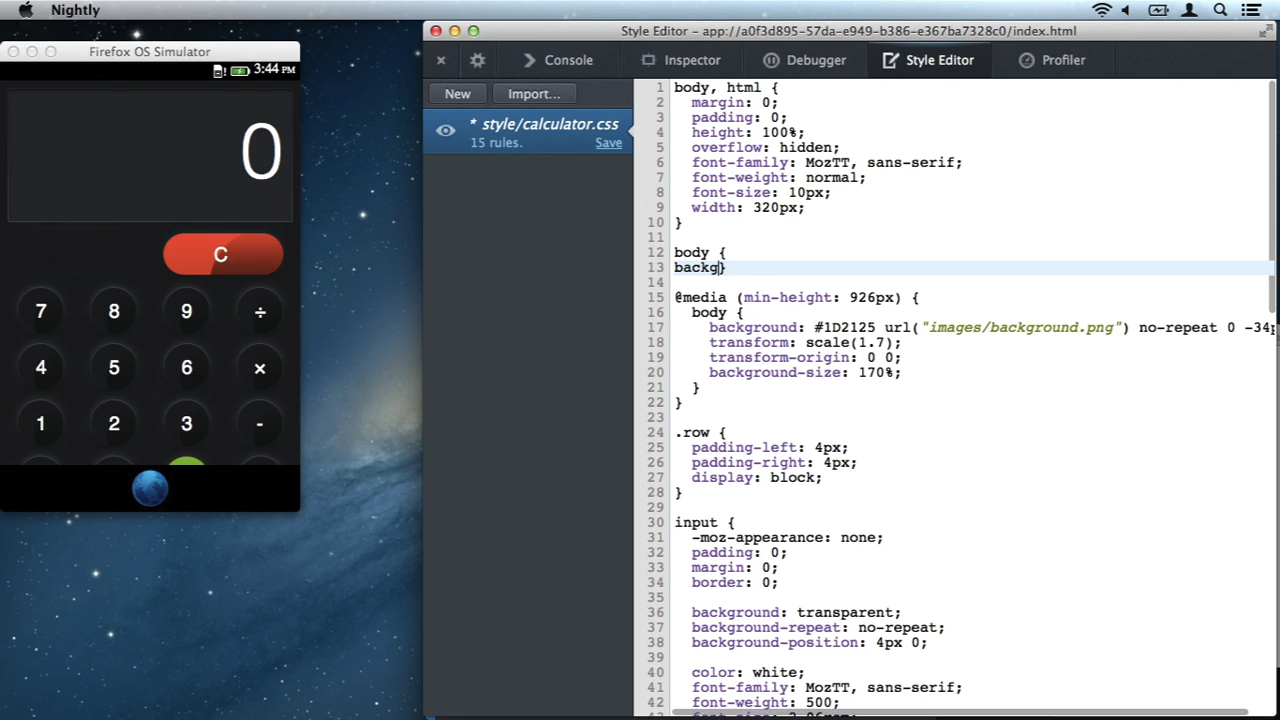 Nightly
Firefox OS Simulator
3:44 PM
0
C
7 8 9 ÷
4 5 6 ×
1 2 3 -
Style Editor - app://a0f3d895-57da-e949-b386-e367ba7328c0/index.html
Console Inspector Debugger Style Editor Profiler
New Import...
* style/calculator.css
15 rules. Save
1 body, html {
2 margin: 0;
3 padding: 0;
4 height: 100%;
5 overflow: hidden;
6 font-family: MozTT, sans-serif;
7 font-weight: normal;
8 font-size: 10px;
9 width: 320px;
10 }
11
12 body {
13 backg}
14
15 @media (min-height: 926px) {
16 body {
17 background: #1D2125 url("images/background.png") no-repeat 0 -34p
18 transform: scale(1.7);
19 transform-origin: 0 0;
20 background-size: 170%;
21 }
22 }
23
24 .row {
25 padding-left: 4px;
26 padding-right: 4px;
27 display: block;
28 }
29
30 input {
31 -moz-appearance: none;
32 padding: 0;
33 margin: 0;
34 border: 0;
35
36 background: transparent;
37 background-repeat: no-repeat;
38 background-position: 4px 0;
39
40 color: white;
41 font-family: MozTT, sans-serif;
42 font-weight: 500;